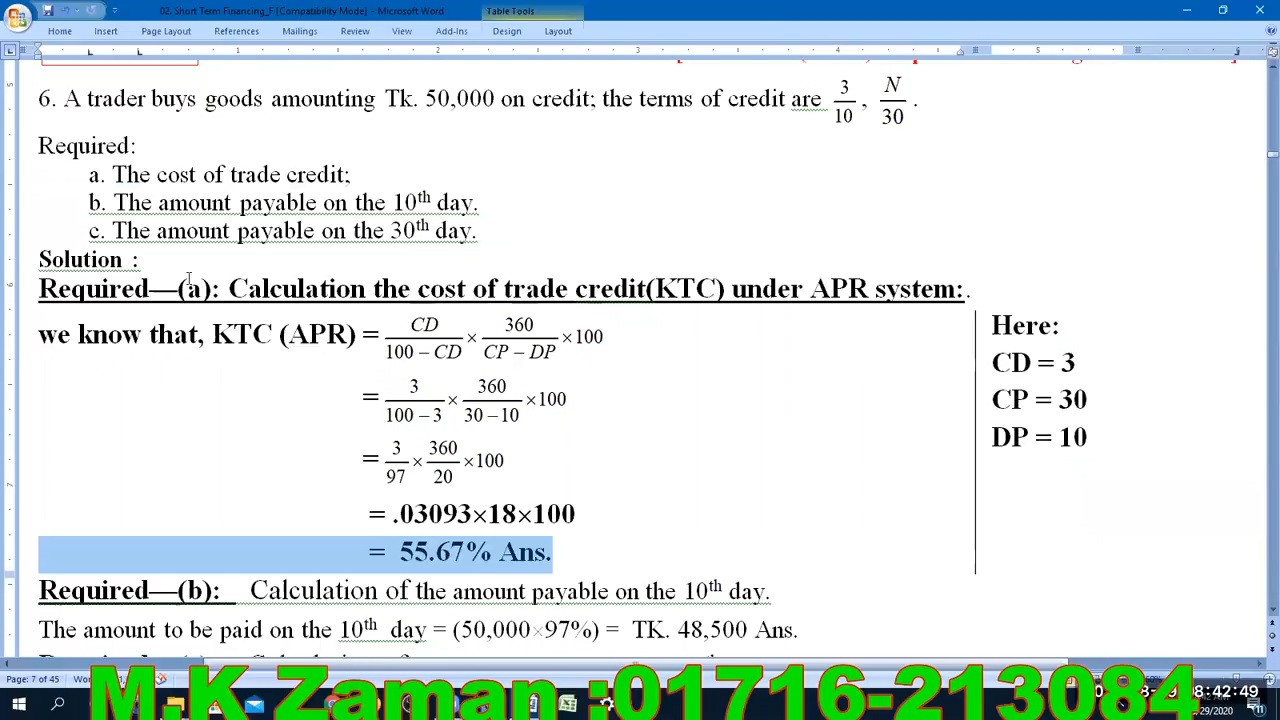 02. Short Term Financing_F [Compatibility Mode] - Microsoft Word
Table Tools
Home Insert Page Layout References Mailings Review View Add-Ins Design Layout
6. A trader buys goods amounting Tk. 50,000 on credit; the terms of credit are 3/10 , N/30 .
Required:
a. The cost of trade credit;
b. The amount payable on the 10th day.
c. The amount payable on the 30th day.
Solution :
Required—(a): Calculation the cost of trade credit(KTC) under APR system:.
we know that, KTC (APR) = CD/100 − CD × 360/CP − DP ×100
Here:
CD = 3
CP = 30
DP = 10
= 3/100 −3 × 360/30 −10 ×100
= 3/97 × 360/20 ×100
= .03093×18×100
= 55.67% Ans.
Required—(b): Calculation of the amount payable on the 10th day.
The amount to be paid on the 10th day = (50,000×97%) = TK. 48,500 Ans.
Page: 7 of 45
M.K Zaman :01716-213084
08:42:49